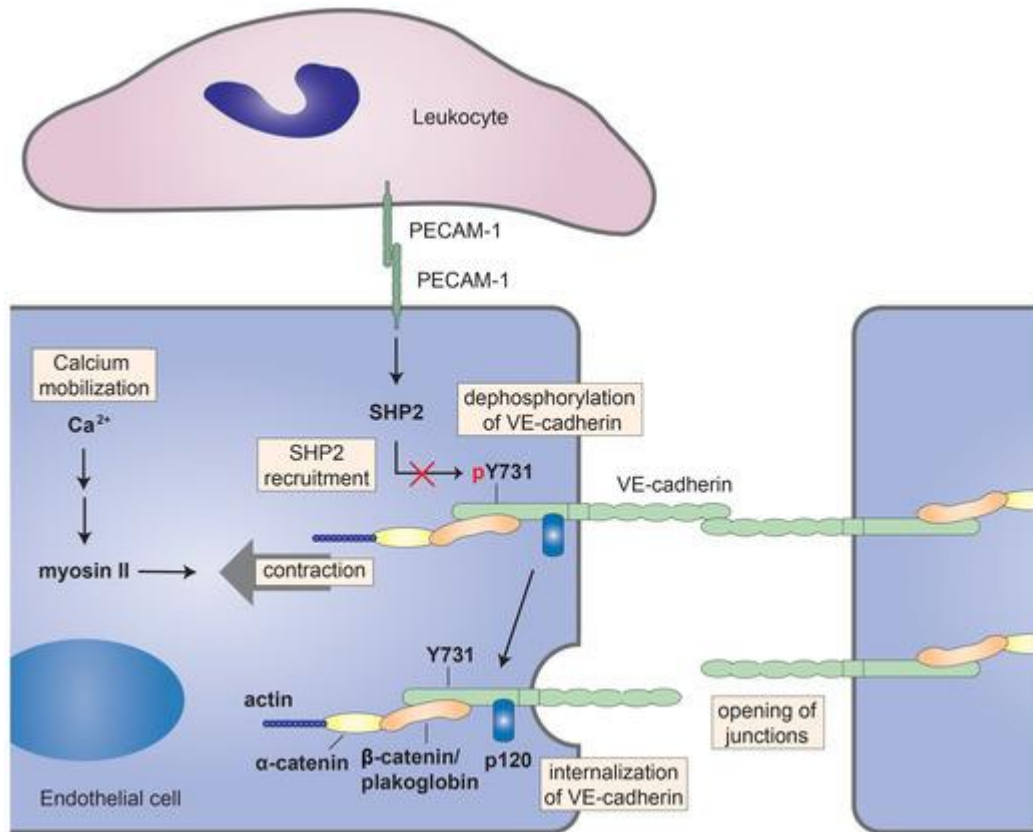 Leukocyte
PECAM-1
PECAM-1
Calcium
mobilization
Ca²⁺
SHP2
dephosphorylation
of VE-cadherin
SHP2
recruitment
pY731
VE-cadherin
myosin II
contraction
Y731
actin
α-catenin
β-catenin/
plakoglobin
p120
opening of
junctions
internalization
of VE-cadherin
Endothelial cell